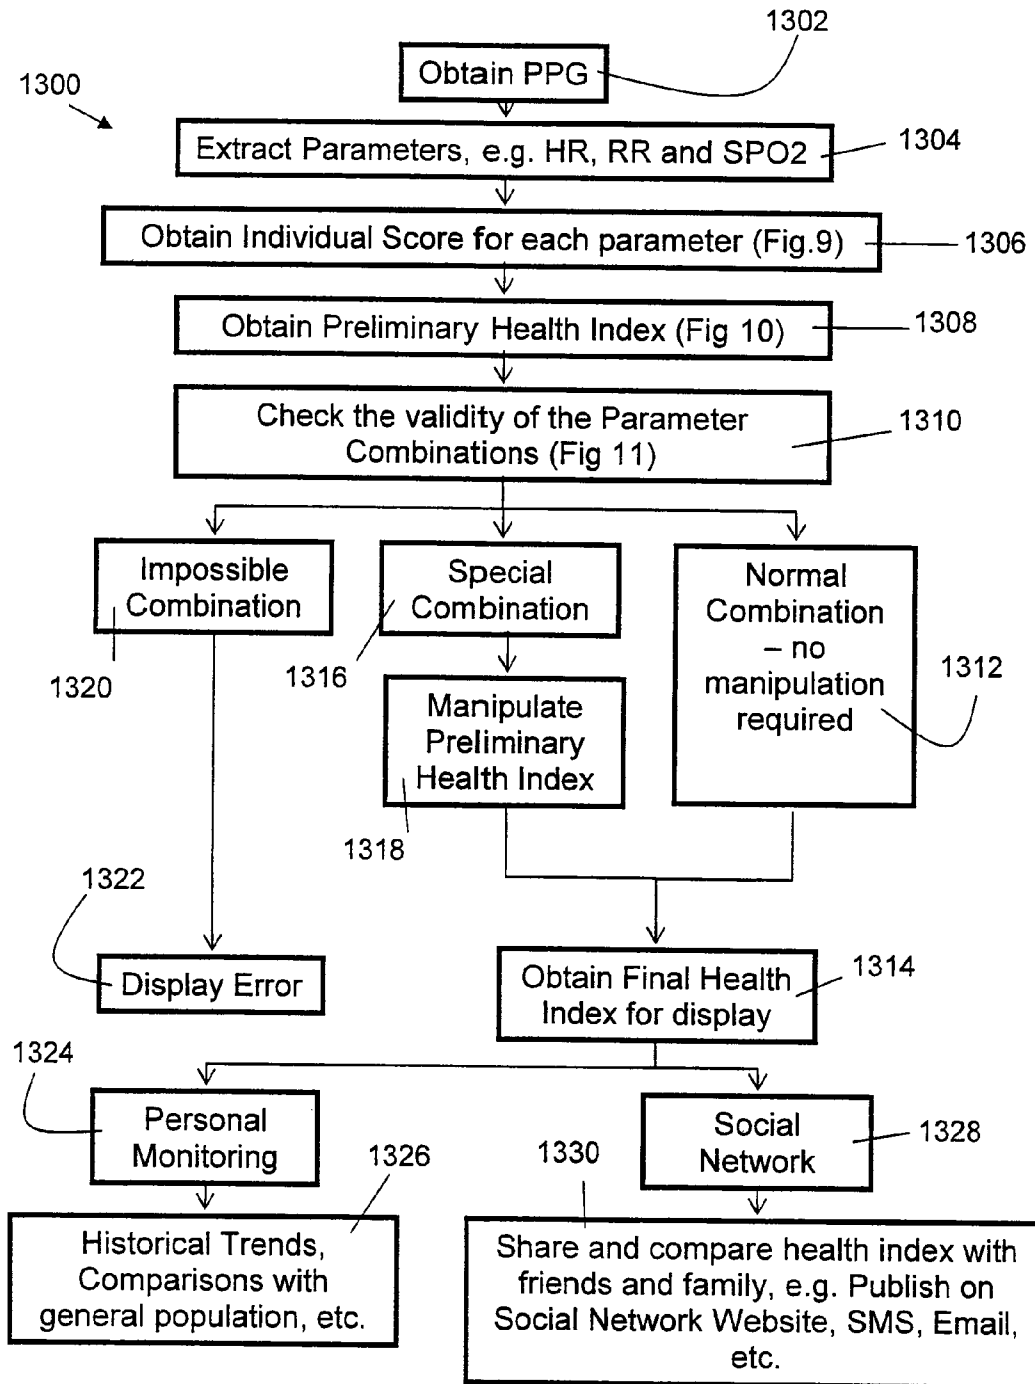 1302
Obtain PPG
1300
Extract Parameters, e.g. HR, RR and SPO2
1304
Obtain Individual Score for each parameter (Fig.9)
1306
Obtain Preliminary Health Index (Fig 10)
1308
Check the validity of the Parameter
Combinations (Fig 11)
1310
Impossible
Combination
1320
Special
Combination
1316
Normal
Combination
– no
manipulation
required
1312
Manipulate
Preliminary
Health Index
1318
1322
Display Error
Obtain Final Health
Index for display
1314
1324
Personal
Monitoring
Social
Network
1328
1326
Historical Trends,
Comparisons with
general population, etc.
1330
Share and compare health index with
friends and family, e.g. Publish on
Social Network Website, SMS, Email,
etc.